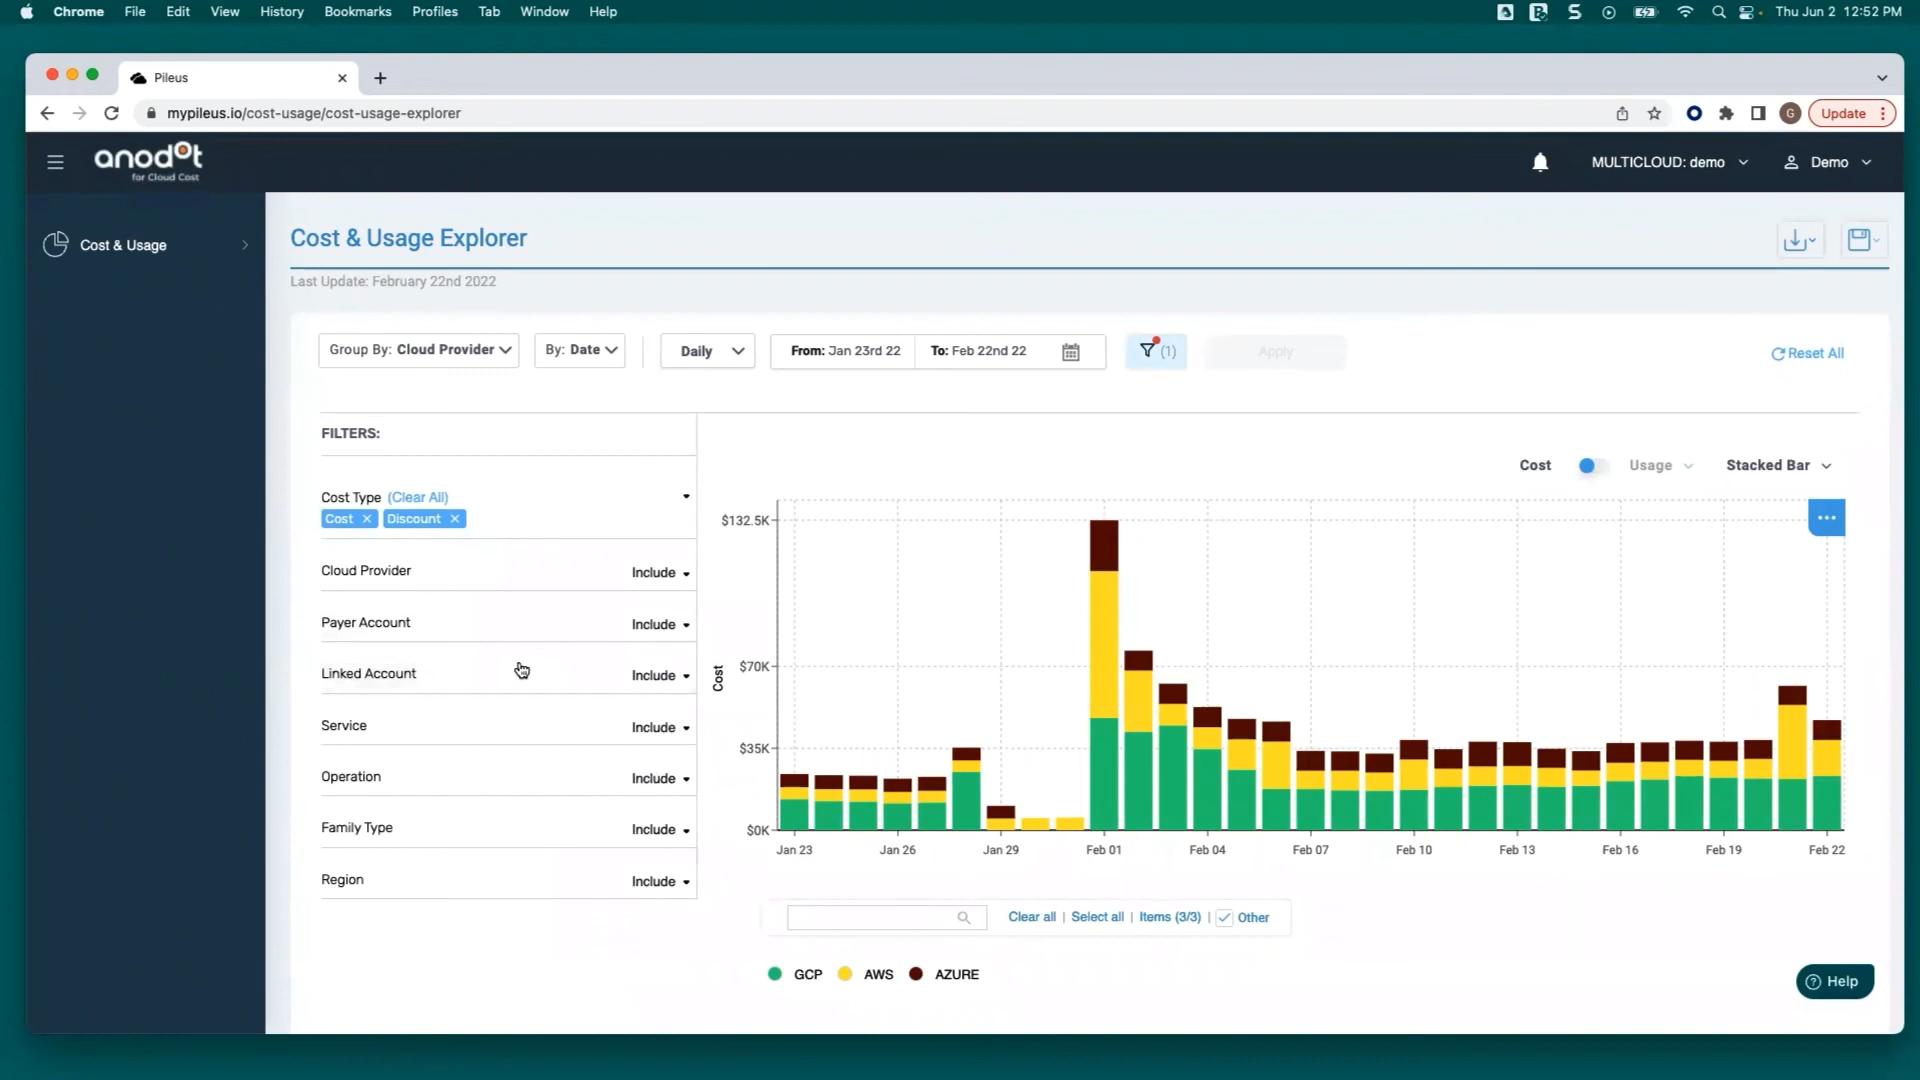 Chrome File Edit View History Bookmarks Profiles Tab Window Help Thu Jun 2 12:52 PM
Pileus
mypileus.io/cost-usage/cost-usage-explorer
G
Update
anodot
for Cloud Cost
MULTICLOUD: demo
Demo
Cost & Usage
Cost & Usage Explorer
Last Update: February 22nd 2022
Group By: Cloud Provider
By: Date
Daily
From: Jan 23rd 22
To: Feb 22nd 22
(1)
Apply
Reset All
FILTERS:
Cost Type (Clear All)
Cost
Discount
Cloud Provider Include
Payer Account Include
Linked Account Include
Service Include
Operation Include
Family Type Include
Region Include
Cost Usage Stacked Bar
$132.5K
$70K
$35K
$0K
Cost
Jan 23 Jan 26 Jan 29 Feb 01 Feb 04 Feb 07 Feb 10 Feb 13 Feb 16 Feb 19 Feb 22
Clear all | Select all | Items (3/3) | Other
GCP AWS AZURE
Help